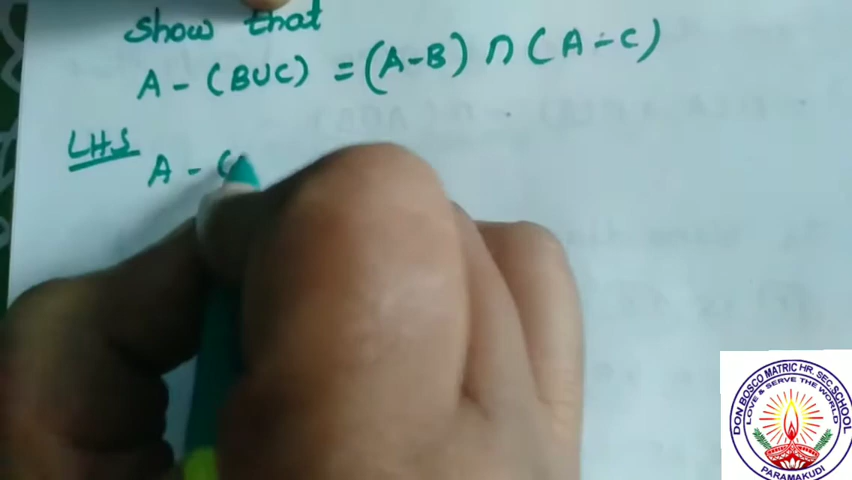 Show that
A - (BUC) = (A-B) ∩ (A-C)
LHS
A - (
DON BOSCO MATRIC HR. SEC. SCHOOL
LOVE & SERVE THE WORLD
PARAMAKUDI